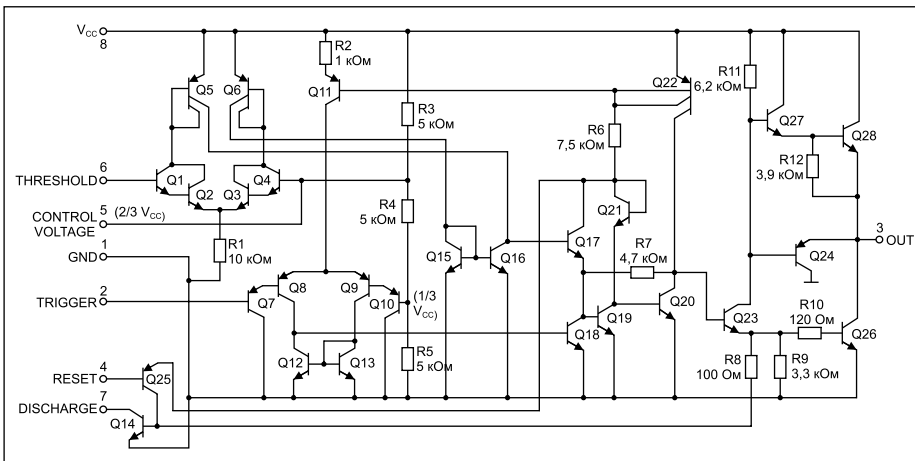 Vcc
8
R2
1 кОм
Q5
Q6
Q11
R3
5 кОм
Q22
R11
6,2 кОм
Q27
Q28
R6
7,5 кОм
R12
3,9 кОм
THRESHOLD
6
Q1
Q2
Q3
Q4
CONTROL
VOLTAGE
5
(2/3 Vcc)
R1
10 кОм
R4
5 кОм
Q15
Q16
Q17
Q21
R7
4,7 кОм
Q24
3
OUT
GND
1
TRIGGER
2
Q7
Q8
Q9
Q10
(1/3
Vcc)
Q18
Q19
Q20
Q23
R10
120 Ом
Q26
Q12
Q13
R5
5 кОм
R8
100 Ом
R9
3,3 кОм
RESET
4
Q25
DISCHARGE
7
Q14